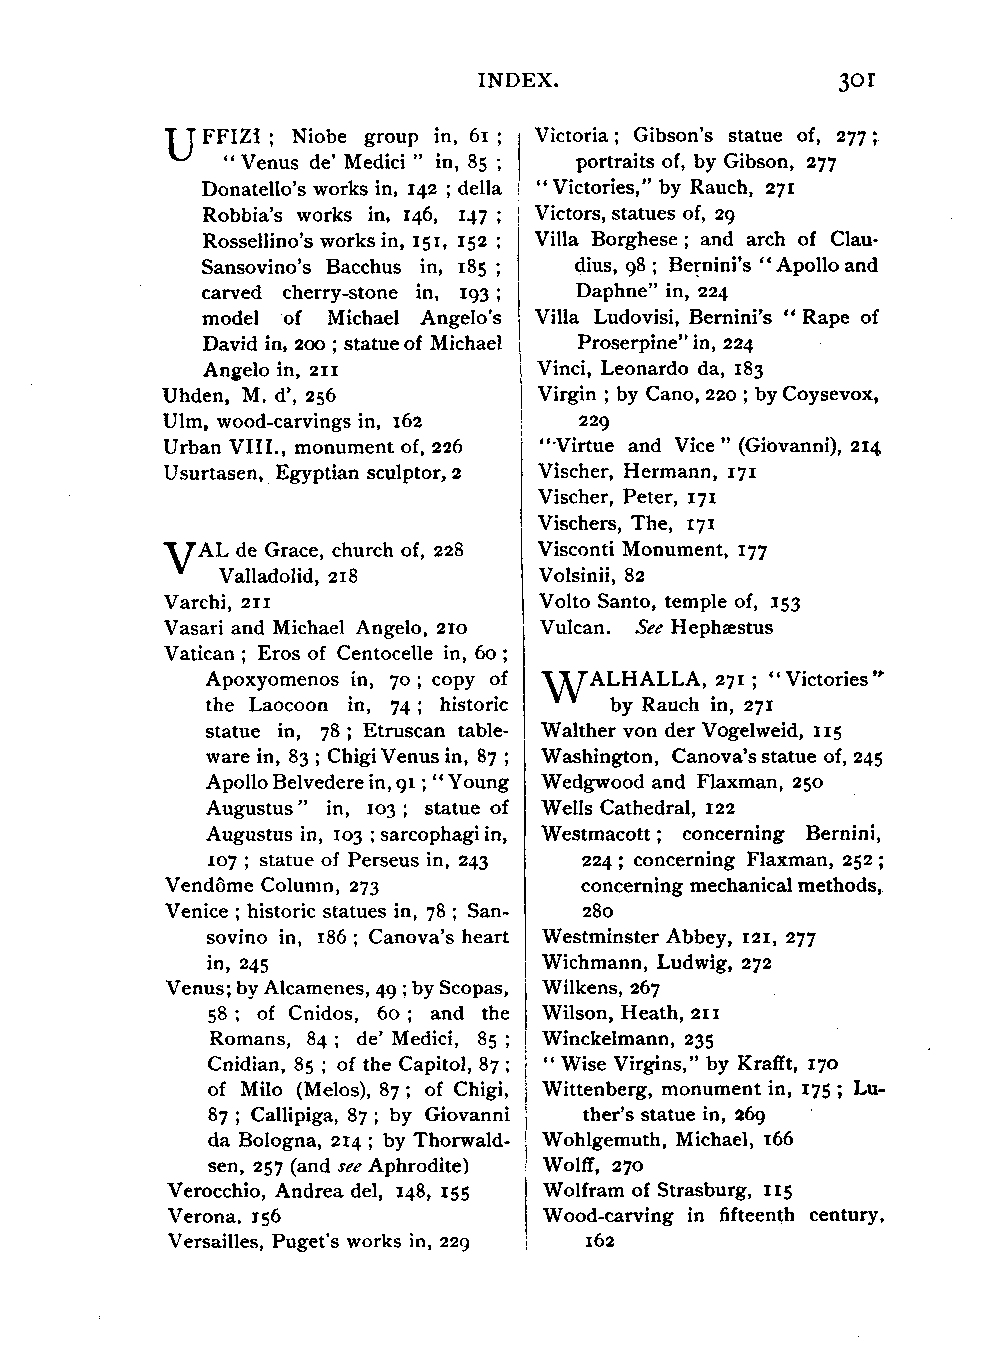 INDEX. 301
UFFIZI ; Niobe group in, 61 ;
" Venus de' Medici " in, 85 ;
Donatello's works in, 142 ; della
Robbia's works in, 146, 147 ;
Rossellino's works in, 151, 152 ;
Sansovino's Bacchus in, 185 ;
carved cherry-stone in, 193 ;
model of Michael Angelo's
David in, 200 ; statue of Michael
Angelo in, 211
Uhden, M. d', 256
Ulm, wood-carvings in, 162
Urban VIII., monument of, 226
Usurtasen, Egyptian sculptor, 2
VAL de Grace, church of, 228
Valladolid, 218
Varchi, 211
Vasari and Michael Angelo, 210
Vatican ; Eros of Centocelle in, 60 ;
Apoxyomenos in, 70 ; copy of
the Laocoon in, 74 ; historic
statue in, 78 ; Etruscan table-
ware in, 83 ; Chigi Venus in, 87 ;
Apollo Belvedere in, 91 ; " Young
Augustus " in, 103 ; statue of
Augustus in, 103 ; sarcophagi in,
107 ; statue of Perseus in, 243
Vendôme Column, 273
Venice ; historic statues in, 78 ; San-
sovino in, 186 ; Canova's heart
in, 245
Venus; by Alcamenes, 49 ; by Scopas,
58 ; of Cnidos, 60 ; and the
Romans, 84 ; de' Medici, 85 ;
Cnidian, 85 ; of the Capitol, 87 ;
of Milo (Melos), 87 ; of Chigi,
87 ; Callipiga, 87 ; by Giovanni
da Bologna, 214 ; by Thorwald-
sen, 257 (and see Aphrodite)
Verocchio, Andrea del, 148, 155
Verona, 156
Versailles, Puget's works in, 229
Victoria ; Gibson's statue of, 277 ;
portraits of, by Gibson, 277
" Victories," by Rauch, 271
Victors, statues of, 29
Villa Borghese ; and arch of Clau-
dius, 98 ; Bernini's " Apollo and
Daphne" in, 224
Villa Ludovisi, Bernini's " Rape of
Proserpine" in, 224
Vinci, Leonardo da, 183
Virgin ; by Cano, 220 ; by Coysevox,
229
" Virtue and Vice " (Giovanni), 214
Vischer, Hermann, 171
Vischer, Peter, 171
Vischers, The, 171
Visconti Monument, 177
Volsinii, 82
Volto Santo, temple of, 153
Vulcan. See Hephæstus
WALHALLA, 271 ; " Victories "
by Rauch in, 271
Walther von der Vogelweid, 115
Washington, Canova's statue of, 245
Wedgwood and Flaxman, 250
Wells Cathedral, 122
Westmacott ; concerning Bernini,
224 ; concerning Flaxman, 252 ;
concerning mechanical methods,
280
Westminster Abbey, 121, 277
Wichmann, Ludwig, 272
Wilkens, 267
Wilson, Heath, 211
Winckelmann, 235
" Wise Virgins," by Krafft, 170
Wittenberg, monument in, 175 ; Lu-
ther's statue in, 269
Wohlgemuth, Michael, 166
Wolff, 270
Wolfram of Strasburg, 115
Wood-carving in fifteenth century,
162